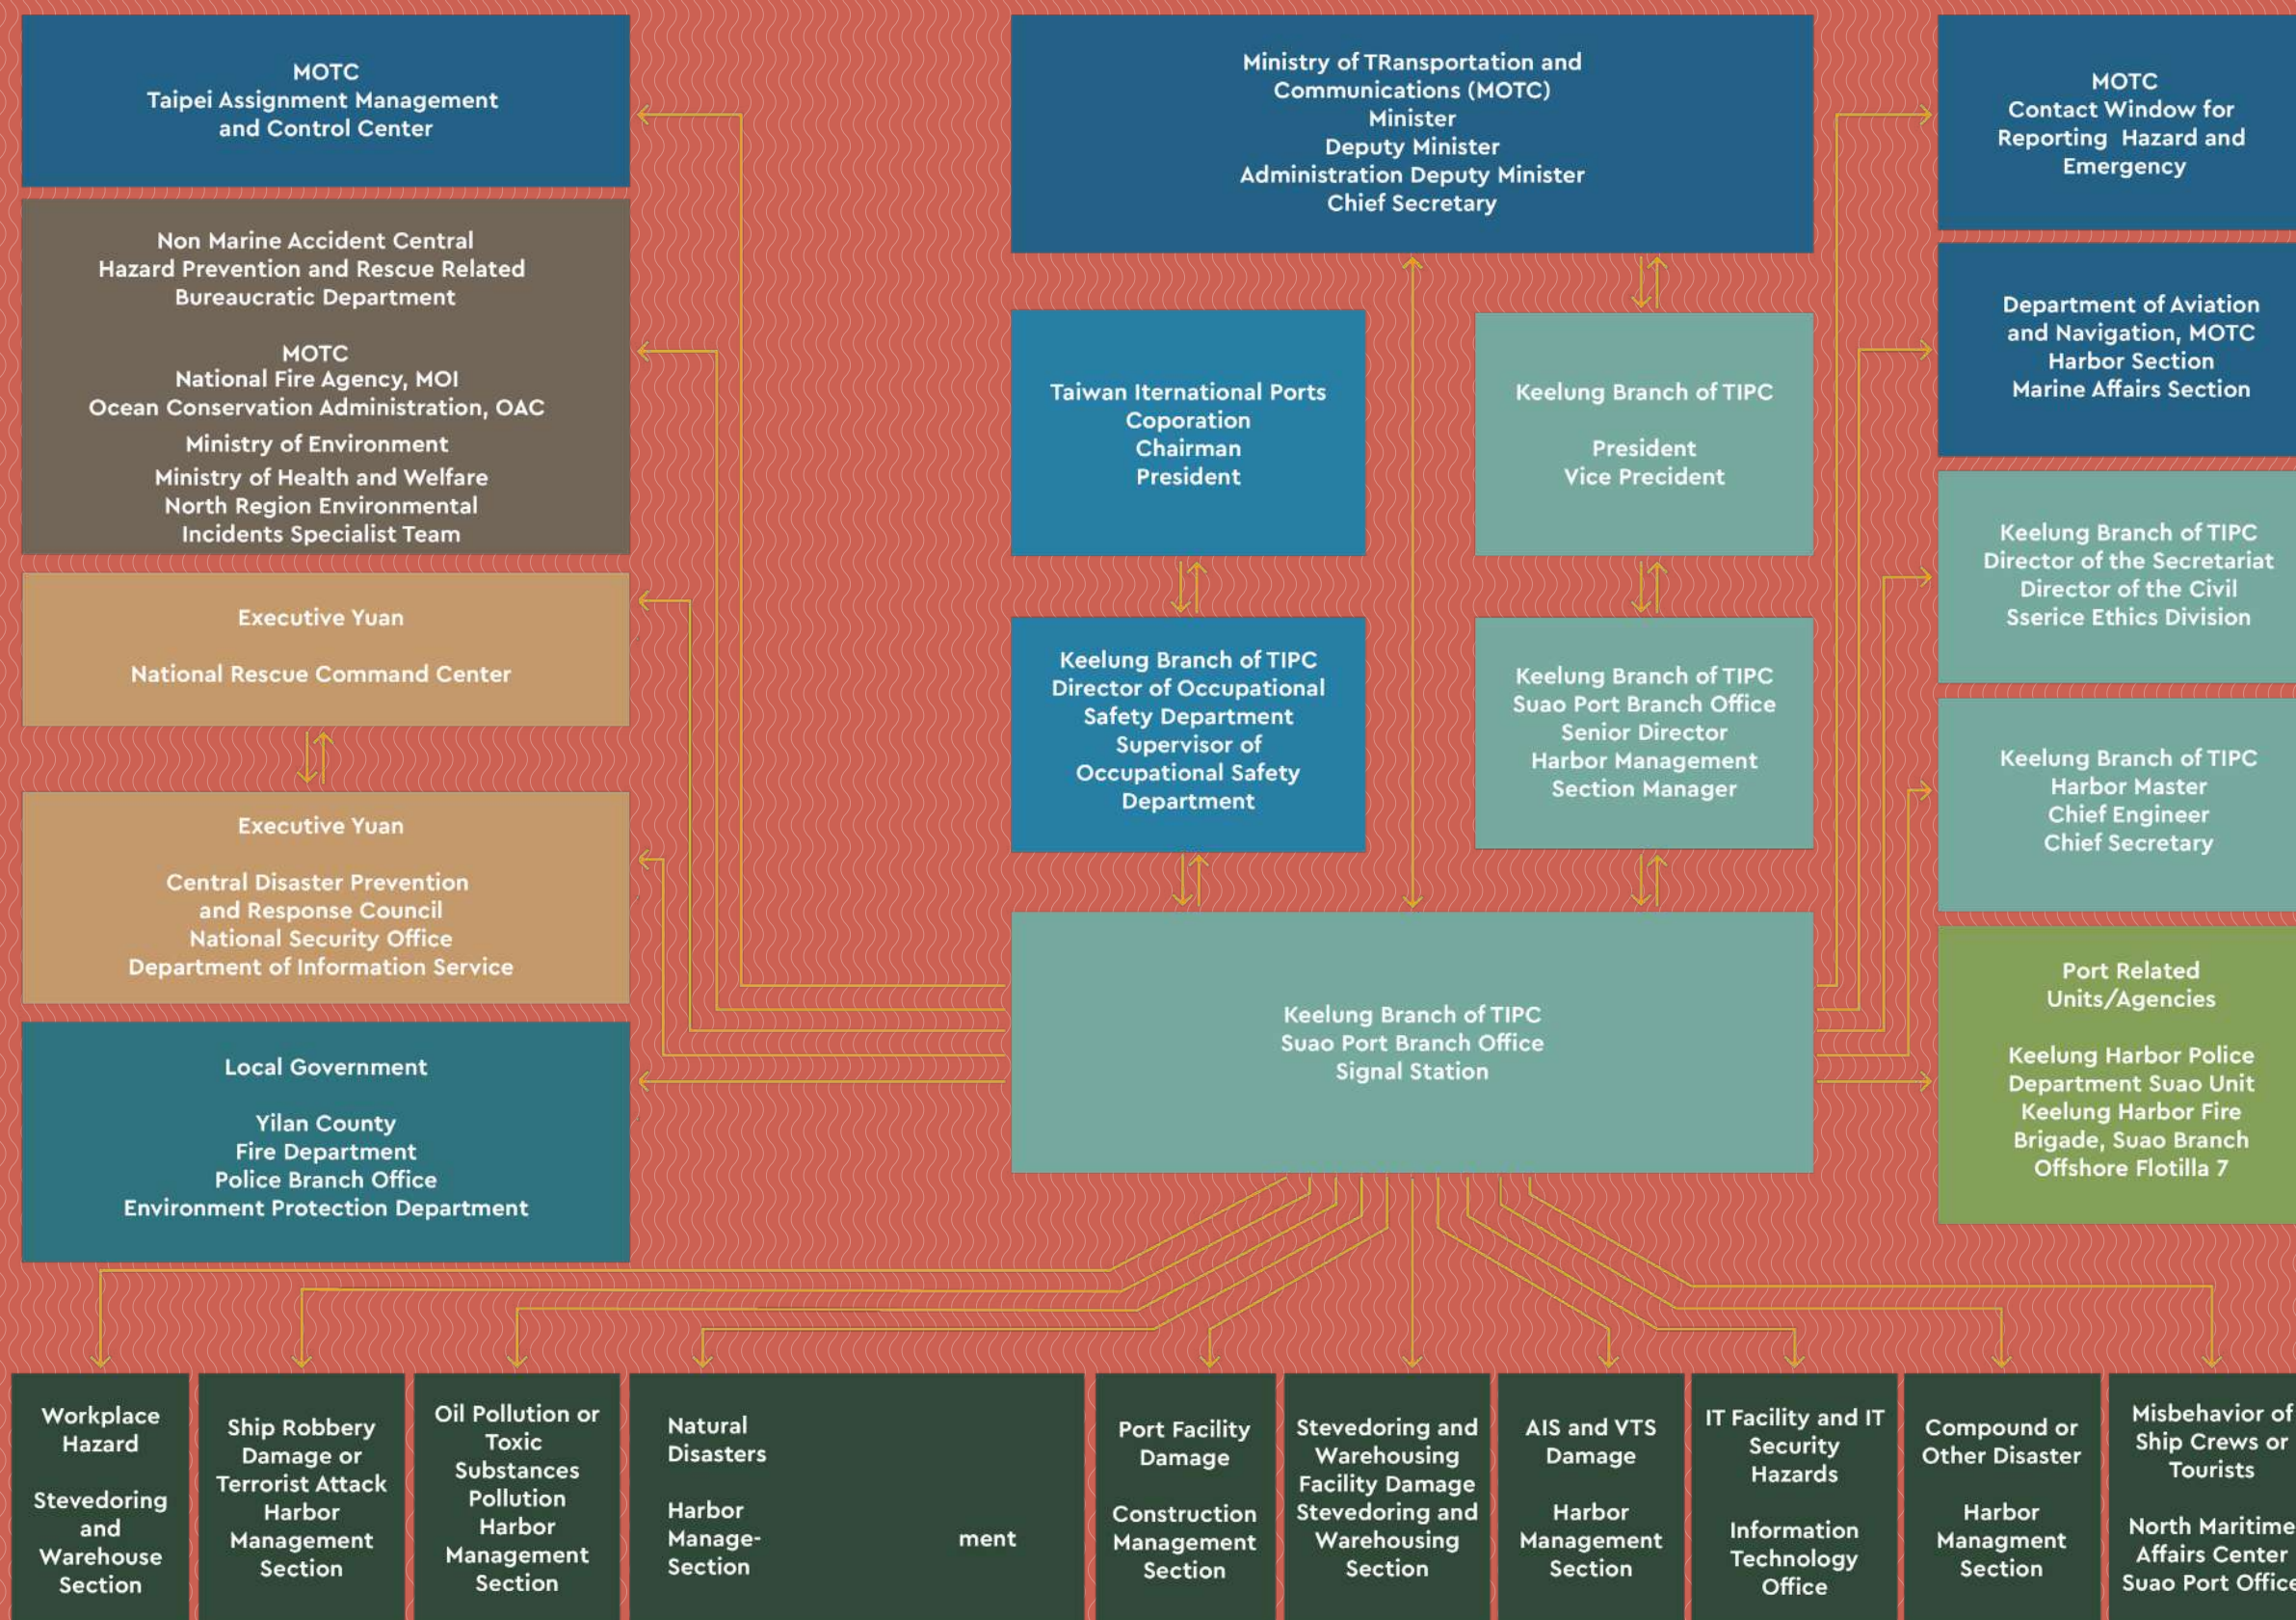 MOTC
Taipei Assignment Management
and Control Center
Non Marine Accident Central
Hazard Prevention and Rescue Related
Bureaucratic Department
MOTC
National Fire Agency, MOI
Ocean Conservation Administration, OAC
Ministry of Environment
Ministry of Health and Welfare
North Region Environmental
Incidents Specialist Team
Executive Yuan
National Rescue Command Center
Executive Yuan
Central Disaster Prevention
and Response Council
National Security Office
Department of Information Service
Local Government
Yilan County
Fire Department
Police Branch Office
Environment Protection Department
Ministry of TRansportation and
Communications (MOTC)
Minister
Deputy Minister
Administration Deputy Minister
Chief Secretary
Taiwan Iternational Ports
Coporation
Chairman
President
Keelung Branch of TIPC
President
Vice Precident
Keelung Branch of TIPC
Director of Occupational
Safety Department
Supervisor of
Occupational Safety
Department
Keelung Branch of TIPC
Suao Port Branch Office
Senior Director
Harbor Management
Section Manager
Keelung Branch of TIPC
Suao Port Branch Office
Signal Station
MOTC
Contact Window for
Reporting Hazard and
Emergency
Department of Aviation
and Navigation, MOTC
Harbor Section
Marine Affairs Section
Keelung Branch of TIPC
Director of the Secretariat
Director of the Civil
Sserice Ethics Division
Keelung Branch of TIPC
Harbor Master
Chief Engineer
Chief Secretary
Port Related
Units/Agencies
Keelung Harbor Police
Department Suao Unit
Keelung Harbor Fire
Brigade, Suao Branch
Offshore Flotilla 7
Workplace
Hazard
Stevedoring
and
Warehouse
Section
Ship Robbery
Damage or
Terrorist Attack
Harbor
Management
Section
Oil Pollution or
Toxic
Substances
Pollution
Harbor
Management
Section
Natural
Disasters
Harbor
Manage- ment
Section
Port Facility
Damage
Construction
Management
Section
Stevedoring and
Warehousing
Facility Damage
Stevedoring and
Warehousing
Section
AIS and VTS
Damage
Harbor
Management
Section
IT Facility and IT
Security
Hazards
Information
Technology
Office
Compound or
Other Disaster
Harbor
Managment
Section
Misbehavior of
Ship Crews or
Tourists
North Maritime
Affairs Center
Suao Port Office